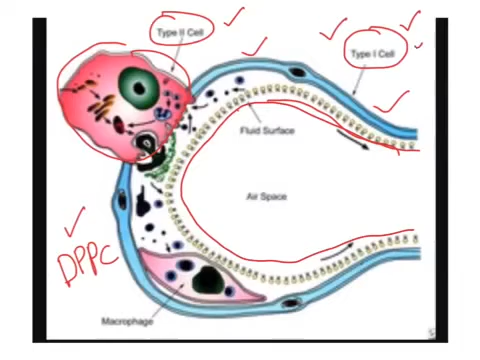 Type II Cell
Type I Cell
Fluid Surface
Air Space
DPPC
Macrophage